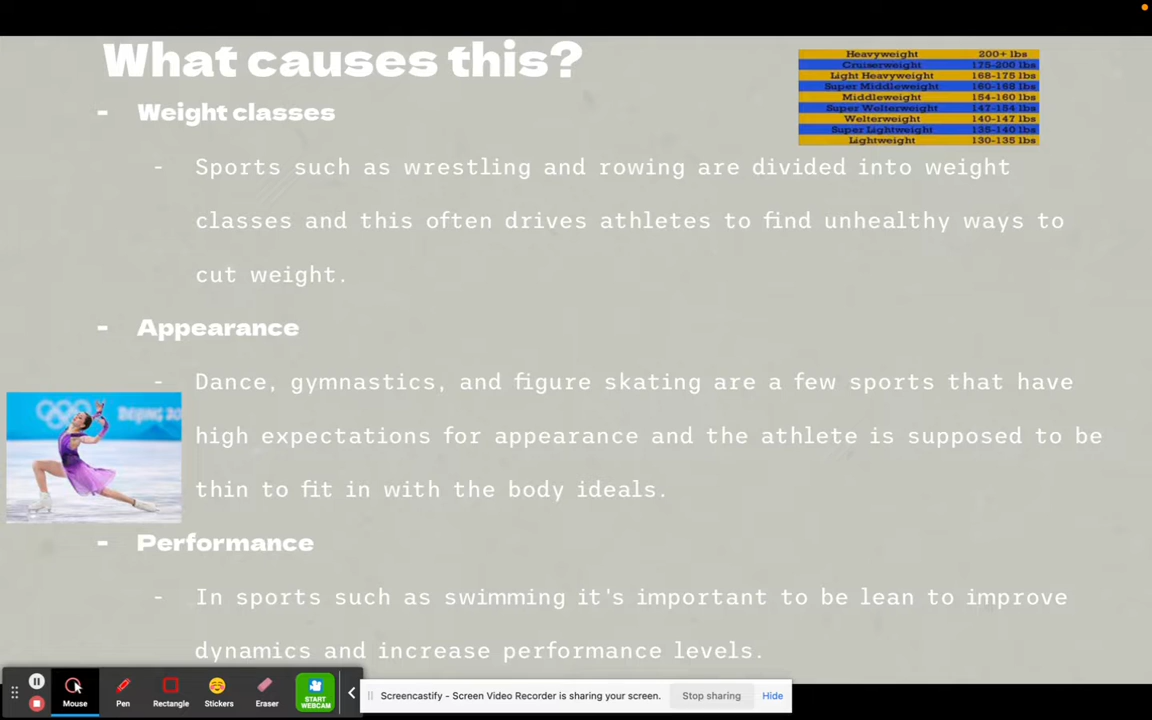 What causes this?
Heavyweight 200+ lbs
Cruiserweight 175-200 lbs
Light Heavyweight 168-175 lbs
Super Middleweight 160-168 lbs
Middleweight 154-160 lbs
Super Welterweight 147-154 lbs
Welterweight 140-147 lbs
Super Lightweight 135-140 lbs
Lightweight 130-135 lbs
- Weight classes
- Sports such as wrestling and rowing are divided into weight
classes and this often drives athletes to find unhealthy ways to
cut weight.
- Appearance
- Dance, gymnastics, and figure skating are a few sports that have
high expectations for appearance and the athlete is supposed to be
thin to fit in with the body ideals.
BEIJING
- Performance
- In sports such as swimming it's important to be lean to improve
dynamics and increase performance levels.
Mouse
Pen
Rectangle
Stickers
Eraser
START
WEBCAM
Screencastify - Screen Video Recorder is sharing your screen.
Stop sharing
Hide